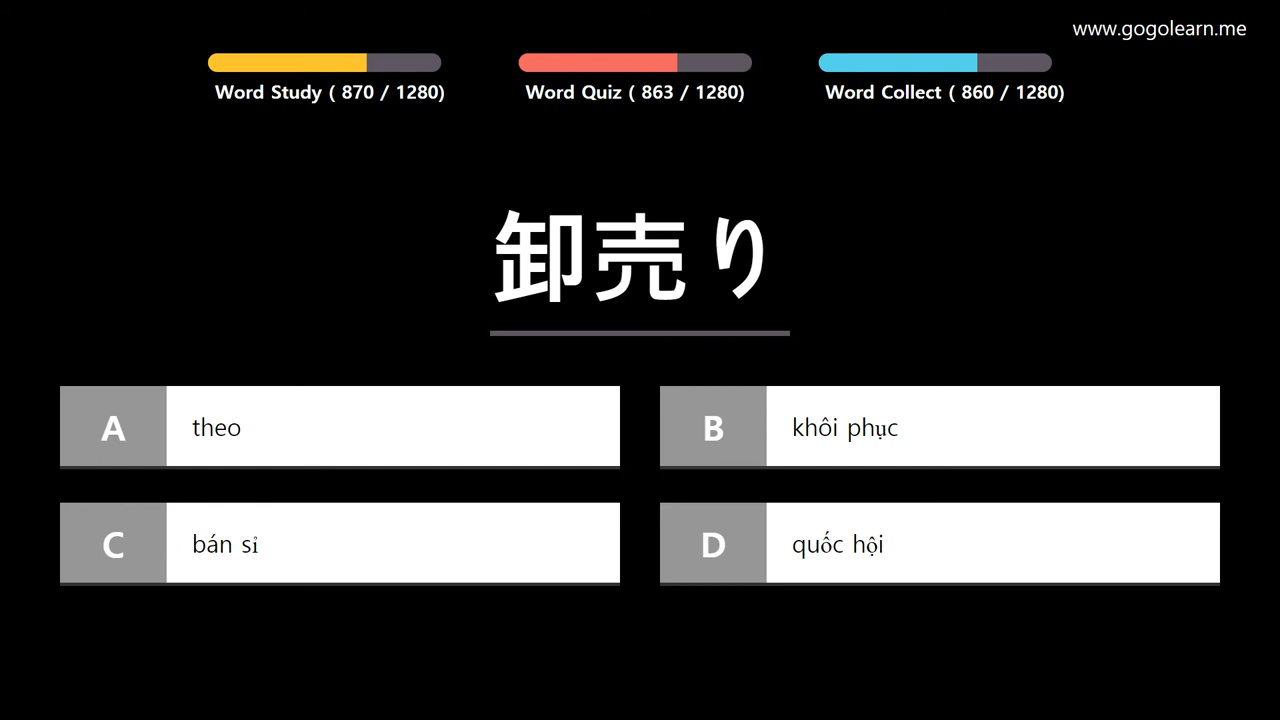 www.gogolearn.me
Word Study ( 870 / 1280)
Word Quiz ( 863 / 1280)
Word Collect ( 860 / 1280)
卸売り
A
theo
B
khôi phục
C
bán sỉ
D
quốc hội